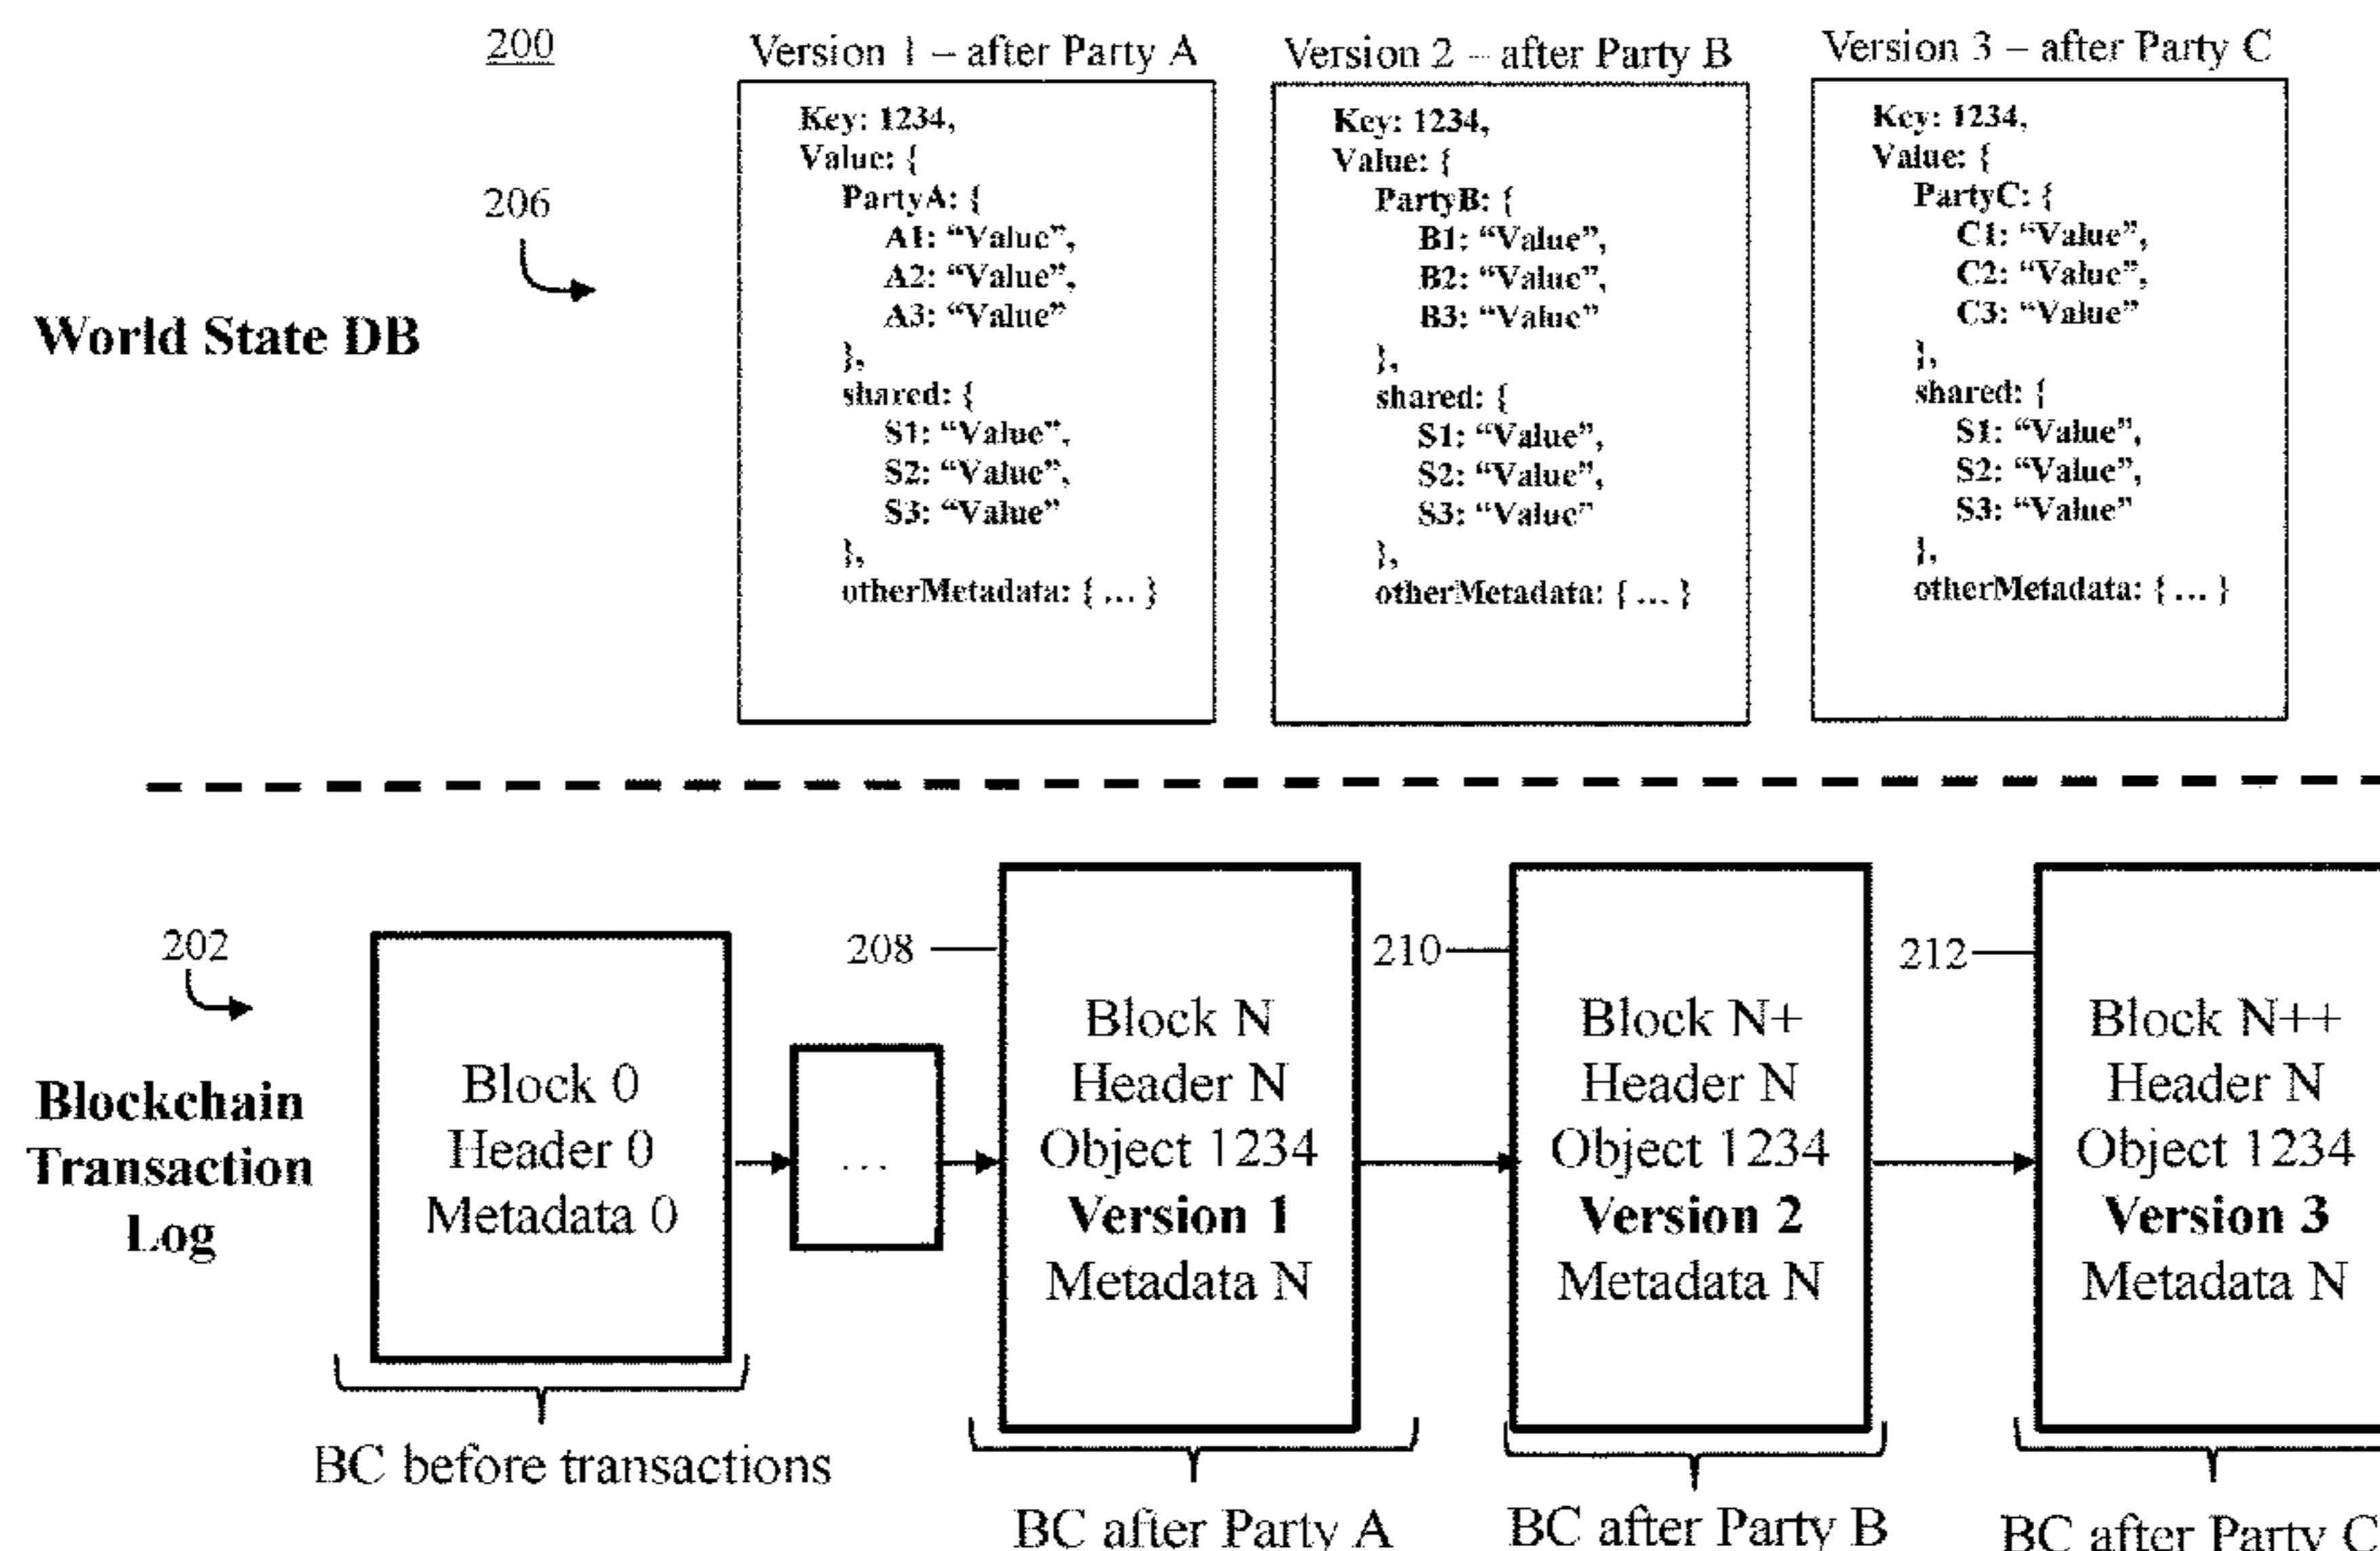 200
Version 1 – after Party A
Version 2 – after Party B
Version 3 – after Party C
206
World State DB
Key: 1234,
Value: {
PartyA: {
A1: “Value”,
A2: “Value”,
A3: “Value”
},
shared: {
S1: “Value”,
S2: “Value”,
S3: “Value”
},
otherMetadata: { ... }
Key: 1234,
Value: {
PartyB: {
B1: “Value”,
B2: “Value”,
B3: “Value”
},
shared: {
S1: “Value”,
S2: “Value”,
S3: “Value”
},
otherMetadata: { ... }
Key: 1234,
Value: {
PartyC: {
C1: “Value”,
C2: “Value”,
C3: “Value”
},
shared: {
S1: “Value”,
S2: “Value”,
S3: “Value”
},
otherMetadata: { ... }
202
Blockchain
Transaction
Log
Block 0
Header 0
Metadata 0
BC before transactions
...
208
Block N
Header N
Object 1234
Version 1
Metadata N
BC after Party A
210
Block N+
Header N
Object 1234
Version 2
Metadata N
BC after Party B
212
Block N++
Header N
Object 1234
Version 3
Metadata N
BC after Party C